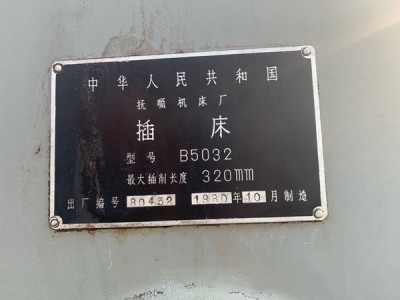 中华人民共和国
抚顺机床厂
插床
型号 B5032
最大插削长度 320mm
出厂编号 80432 1980年10月制造